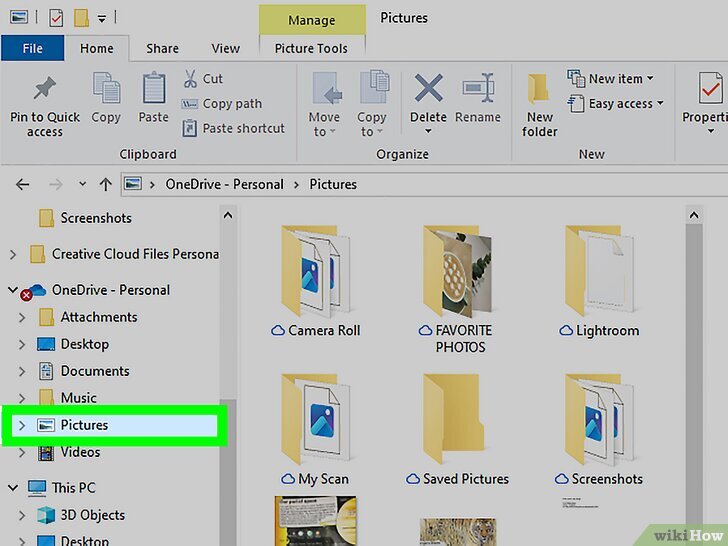 Manage
Pictures
File
Home
Share
View
Picture Tools
Pin to Quick
access
Copy
Paste
Cut
Copy path
Paste shortcut
Clipboard
Move
to
Copy
to
Delete
Rename
Organize
New
folder
New item
Easy access
New
Properti
OneDrive - Personal > Pictures
Screenshots
Creative Cloud Files Persona
OneDrive - Personal
Attachments
Desktop
Documents
Music
Pictures
Videos
This PC
3D Objects
Desktop
Camera Roll
FAVORITE
PHOTOS
Lightroom
My Scan
Saved Pictures
Screenshots
wikiHow